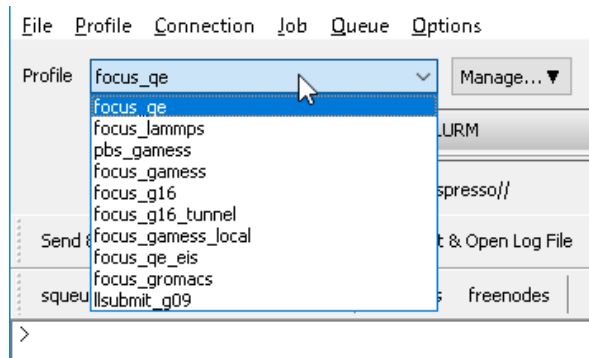 File Profile Connection Job Queue Options
Profile focus_qe Manage...▼
focus_qe
focus_lammps
LURM
pbs_gamess
focus_gamess
focus_g16
spresso//
focus_g16_tunnel
Send focus_gamess_local t & Open Log File
focus_qe_eis
focus_gromacs
squeu freenodes
llsubmit_g09
>